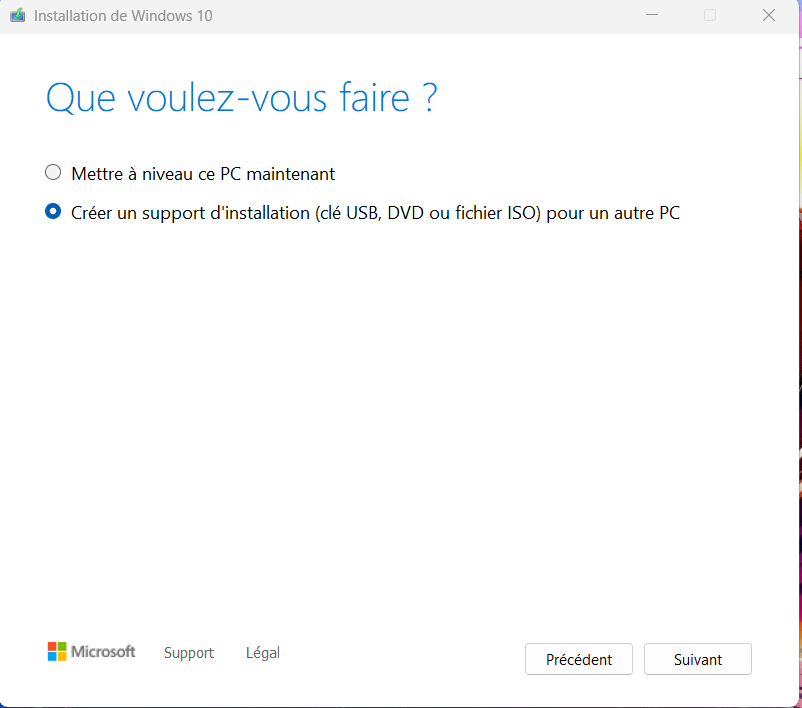 Installation de Windows 10
Que voulez-vous faire ?
Mettre à niveau ce PC maintenant
Créer un support d'installation (clé USB, DVD ou fichier ISO) pour un autre PC
Microsoft Support Légal Précédent Suivant